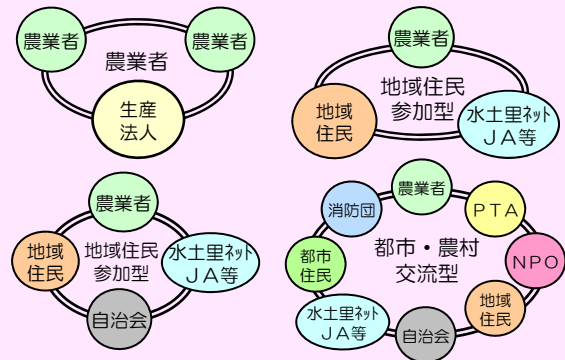 農業者
農業者
農業者
生産
法人
農業者
地域住民
参加型
地域
住民
水土里ネット
JA等
農業者
地域
住民
地域住民
参加型
水土里ネット
JA等
自治会
農業者
消防団
PTA
都市
住民
都市・農村
交流型
NPO
水土里ネット
JA等
地域
住民
自治会